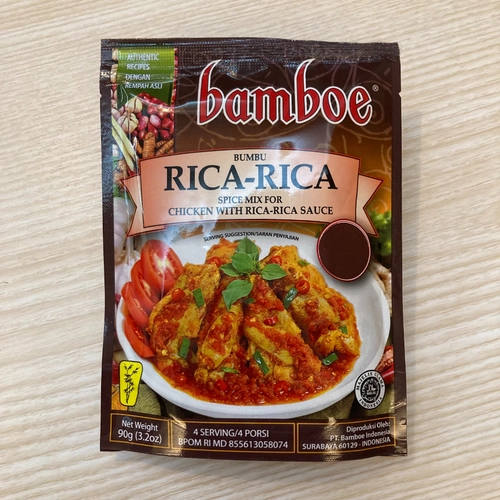 AUTHENTIC
RECIPES
DENGAN
REMPAH ASLI
bamboe®
BUMBU
RICA-RICA
SPICE MIX FOR
CHICKEN WITH RICA-RICA SAUCE
SERVING SUGGESTION/SARAN PENYAJIAN
Net Weight
90g (3.2oz)
4 SERVING/4 PORSI
BPOM RI MD 855613058074
Diproduksi Oleh:
PT. Bamboe Indonesia
SURABAYA 60129 - INDONESIA